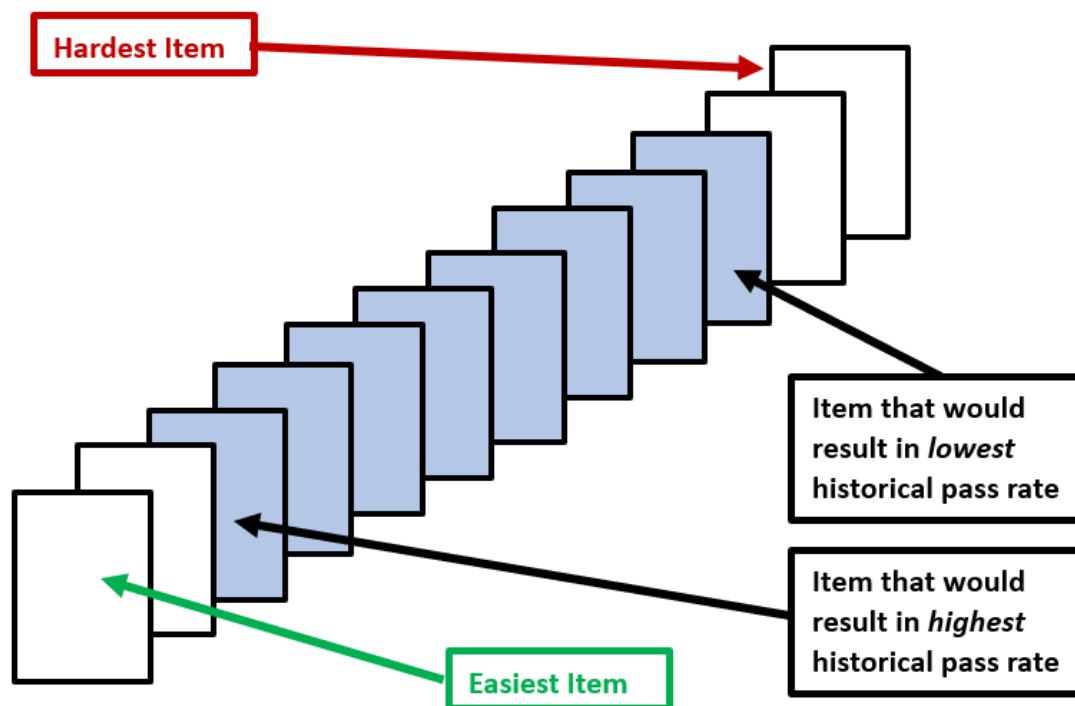 Hardest Item
Item that would
result in lowest
historical pass rate
Item that would
result in highest
historical pass rate
Easiest Item